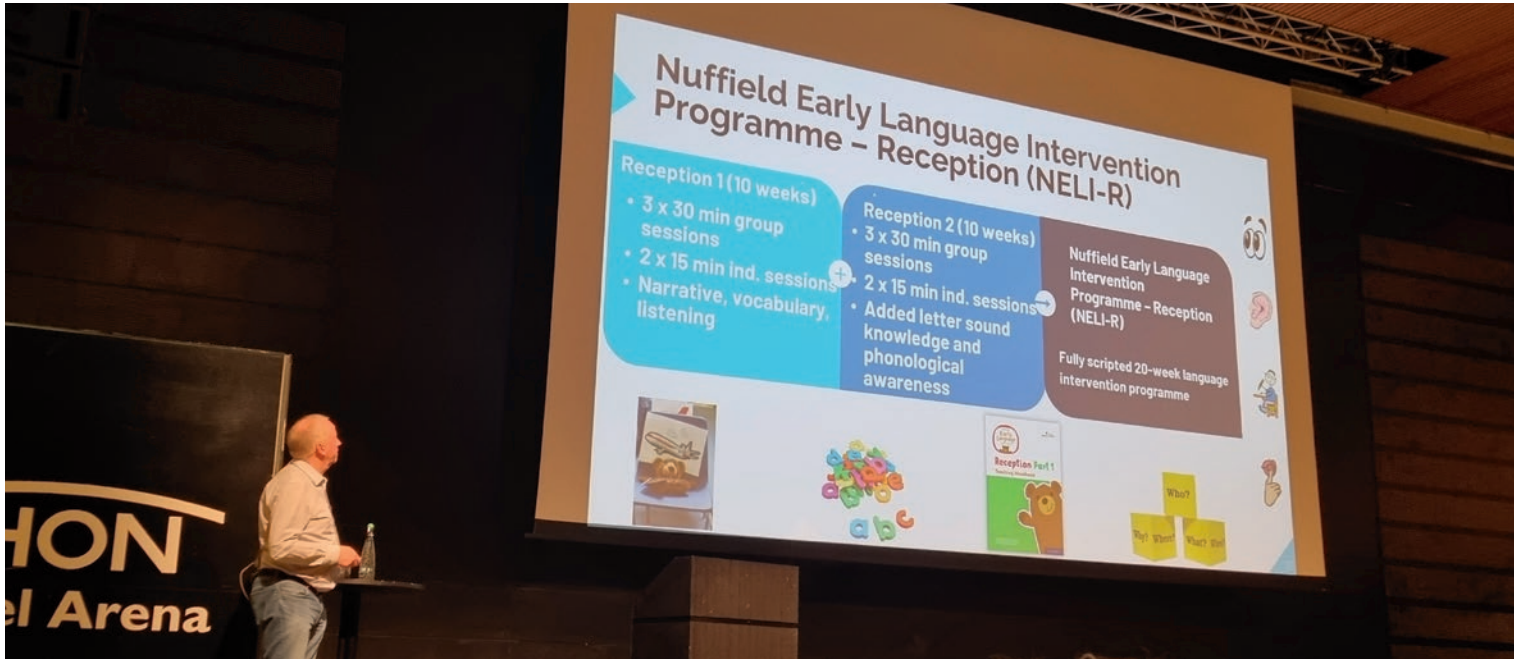 Nuffield Early Language Intervention
Programme – Reception (NELI-R)
Reception 1 (10 weeks)
• 3 x 30 min group
sessions
• 2 x 15 min ind. sessions
• Narrative, vocabulary,
listening
+
Reception 2 (10 weeks)
• 3 x 30 min group
sessions
• 2 x 15 min ind. sessions
• Added letter sound
knowledge and
phonological
awareness
Nuffield Early Language
Intervention
Programme – Reception
(NELI-R)
Fully scripted 20-week language
intervention programme
a b c
Reception Part 1
Who?
Why? Where?
What?
HON
el Arena